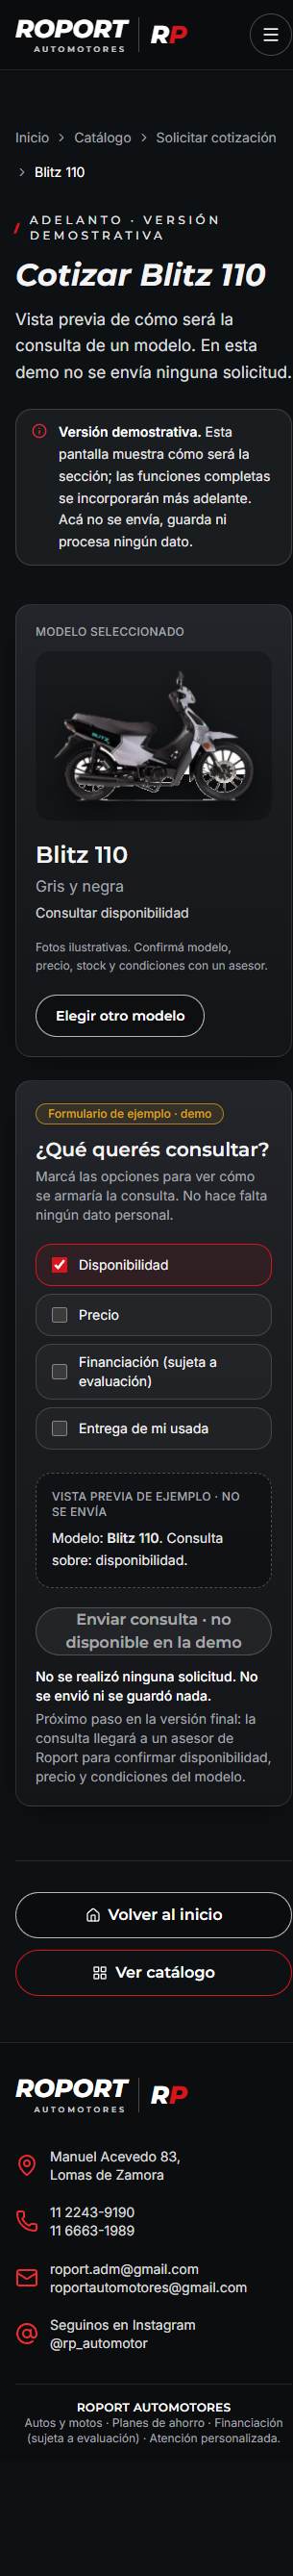 ROPORT RP
AUTOMOTORES
Inicio > Catálogo > Solicitar cotización
> Blitz 110
ADELANTO · VERSIÓN
DEMOSTRATIVA
Cotizar Blitz 110
Vista previa de cómo será la
consulta de un modelo. En esta
demo no se envía ninguna solicitud.
Versión demostrativa. Esta
pantalla muestra cómo será la
sección; las funciones completas
se incorporarán más adelante.
Acá no se envía, guarda ni
procesa ningún dato.
MODELO SELECCIONADO
BLITZ
Blitz 110
Gris y negra
Consultar disponibilidad
Fotos ilustrativas. Confirmá modelo,
precio, stock y condiciones con un asesor.
Elegir otro modelo
Formulario de ejemplo · demo
¿Qué querés consultar?
Marcá las opciones para ver cómo
se armaría la consulta. No hace falta
ningún dato personal.
Disponibilidad
Precio
Financiación (sujeta a
evaluación)
Entrega de mi usada
VISTA PREVIA DE EJEMPLO · NO
SE ENVÍA
Modelo: Blitz 110. Consulta
sobre: disponibilidad.
Enviar consulta · no
disponible en la demo
No se realizó ninguna solicitud. No
se envió ni se guardó nada.
Próximo paso en la versión final: la
consulta llegará a un asesor de
Roport para confirmar disponibilidad,
precio y condiciones del modelo.
Volver al inicio
Ver catálogo
ROPORT RP
AUTOMOTORES
Manuel Acevedo 83,
Lomas de Zamora
11 2243-9190
11 6663-1989
roport.adm@gmail.com
roportautomotores@gmail.com
Seguinos en Instagram
@rp_automotor
ROPORT AUTOMOTORES
Autos y motos · Planes de ahorro · Financiación
(sujeta a evaluación) · Atención personalizada.